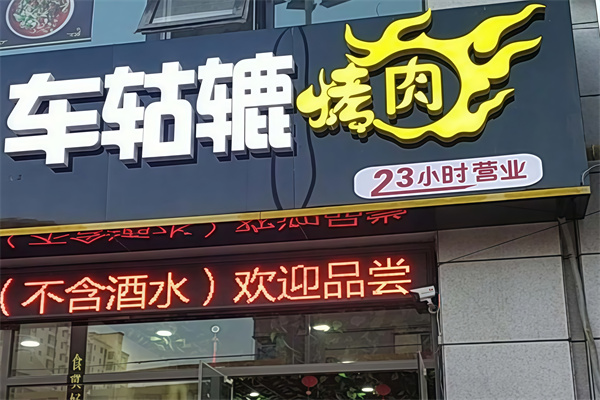 车轱辘烤肉
23小时营业
（不含酒水）欢迎品尝
食